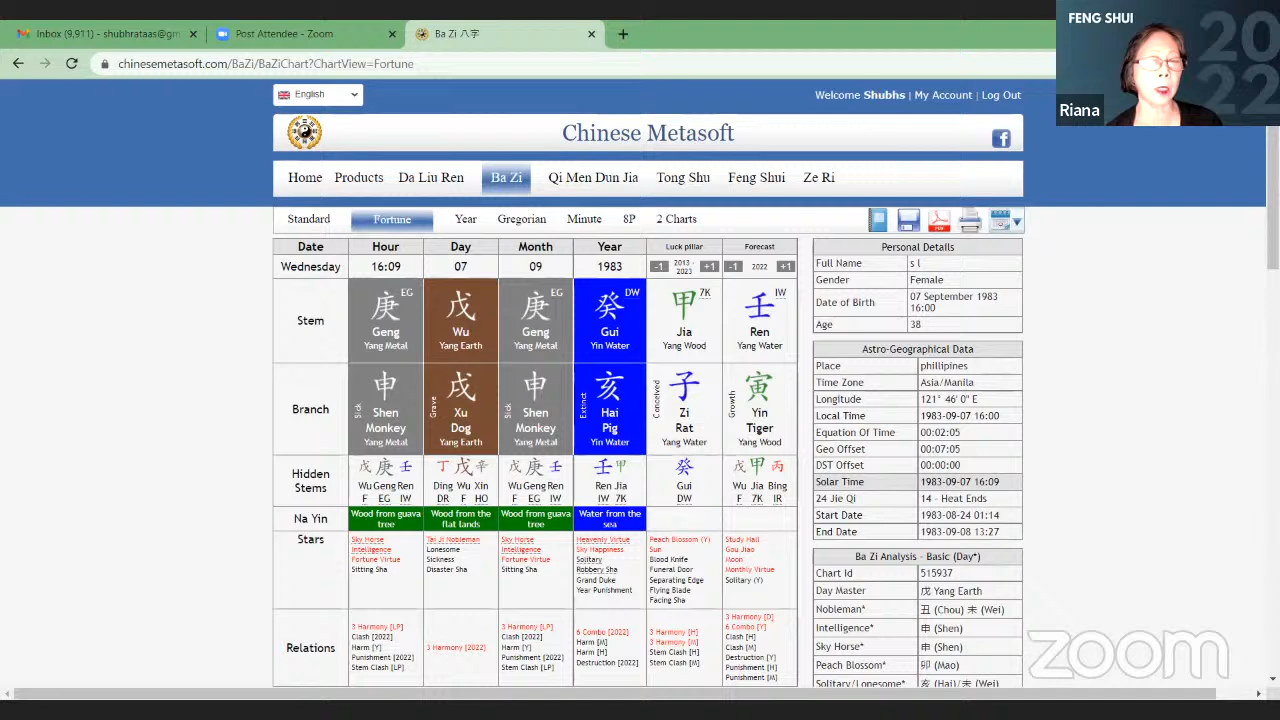 Inbox (9,911) - shubhrataas@gm
Post Attendee - Zoom
Ba Zi 八字
chinesemetasoft.com/BaZi/BaZiChart?ChartView=Fortune
FENG SHUI
2022
Riana
English
Welcome Shubhs | My Account | Log Out
Chinese Metasoft
f
Home Products Da Liu Ren Ba Zi Qi Men Dun Jia Tong Shu Feng Shui Ze Ri
Standard Fortune Year Gregorian Minute 8P 2 Charts
PDF
Date Hour Day Month Year Luck pillar Forecast
Wednesday 16:09 07 09 1983 -1 2013 - 2023 +1 -1 2022 +1
Stem
庚 EG 戊 庚 EG 癸 DW 甲 7K 壬 IW
Geng Wu Geng Gui Jia Ren
Yang Metal Yang Earth Yang Metal Yin Water Yang Wood Yang Water
Branch
申 戌 申 亥 子 寅
Sick Grave Sick Extinct Conceived Growth
Shen Xu Shen Hai Zi Yin
Monkey Dog Monkey Pig Rat Tiger
Yang Metal Yang Earth Yang Metal Yin Water Yang Water Yang Wood
Hidden Stems
戊 庚 壬 丁 戊 辛 戊 庚 壬 壬 甲 癸 戊 甲 丙
Wu Geng Ren Ding Wu Xin Wu Geng Ren Ren Jia Gui Wu Jia Bing
F EG IW DR F HO F EG IW IW 7K DW F 7K IR
Na Yin
Wood from guava tree
Wood from the flat lands
Wood from guava tree
Water from the sea
Stars
Sky Horse
Intelligence
Fortune Virtue
Sitting Sha
Tai Ji Nobleman
Lonesome
Sickness
Disaster Sha
Sky Horse
Intelligence
Fortune Virtue
Sitting Sha
Heavenly Virtue
Sky Happiness
Solitary
Robbery Sha
Grand Duke
Year Punishment
Peach Blossom (Y)
Sun
Blood Knife
Funeral Door
Separating Edge
Flying Blade
Facing Sha
Study Hall
Gou Jiao
Moon
Monthly Virtue
Solitary (Y)
Relations
3 Harmony [LP]
Clash [2022]
Harm [Y]
Punishment [2022]
Stem Clash [LP]
3 Harmony [2022]
3 Harmony [LP]
Clash [2022]
Harm [Y]
Punishment [2022]
Stem Clash [LP]
6 Combo [2022]
Harm [M]
Harm [H]
Destruction [2022]
3 Harmony [H]
3 Harmony [M]
Stem Clash [H]
Stem Clash [M]
3 Harmony [D]
6 Combo [Y]
Clash [H]
Clash [M]
Destruction [Y]
Punishment [H]
Punishment [M]
Personal Details
Full Name s l
Gender Female
Date of Birth 07 September 1983 16:00
Age 38
Astro-Geographical Data
Place phillipines
Time Zone Asia/Manila
Longitude 121° 46' 0" E
Local Time 1983-09-07 16:00
Equation Of Time 00:02:05
Geo Offset 00:07:05
DST Offset 00:00:00
Solar Time 1983-09-07 16:09
24 Jie Qi 14 - Heat Ends
Start Date 1983-08-24 01:14
End Date 1983-09-08 13:27
Ba Zi Analysis - Basic (Day*)
Chart Id 515937
Day Master 戊 Yang Earth
Nobleman* 丑 (Chou) 未 (Wei)
Intelligence* 申 (Shen)
Sky Horse* 申 (Shen)
Peach Blossom* 卯 (Mao)
Solitary/Lonesome* 亥 (Hai)/未 (Wei)
zoom